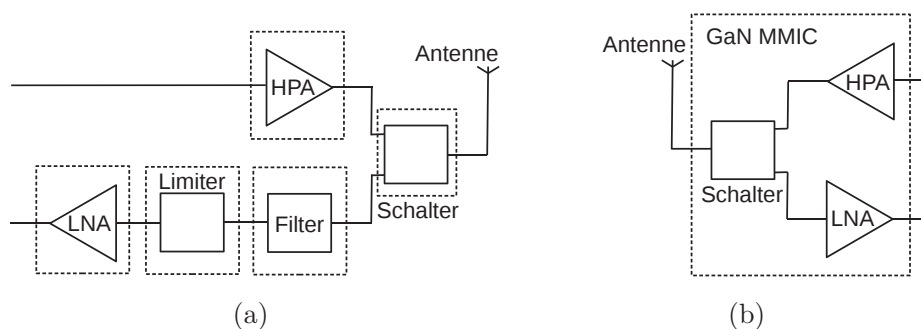 Antenne
HPA
Limiter
LNA
Filter
Schalter
(a)
GaN MMIC
Antenne
HPA
Schalter
LNA
(b)